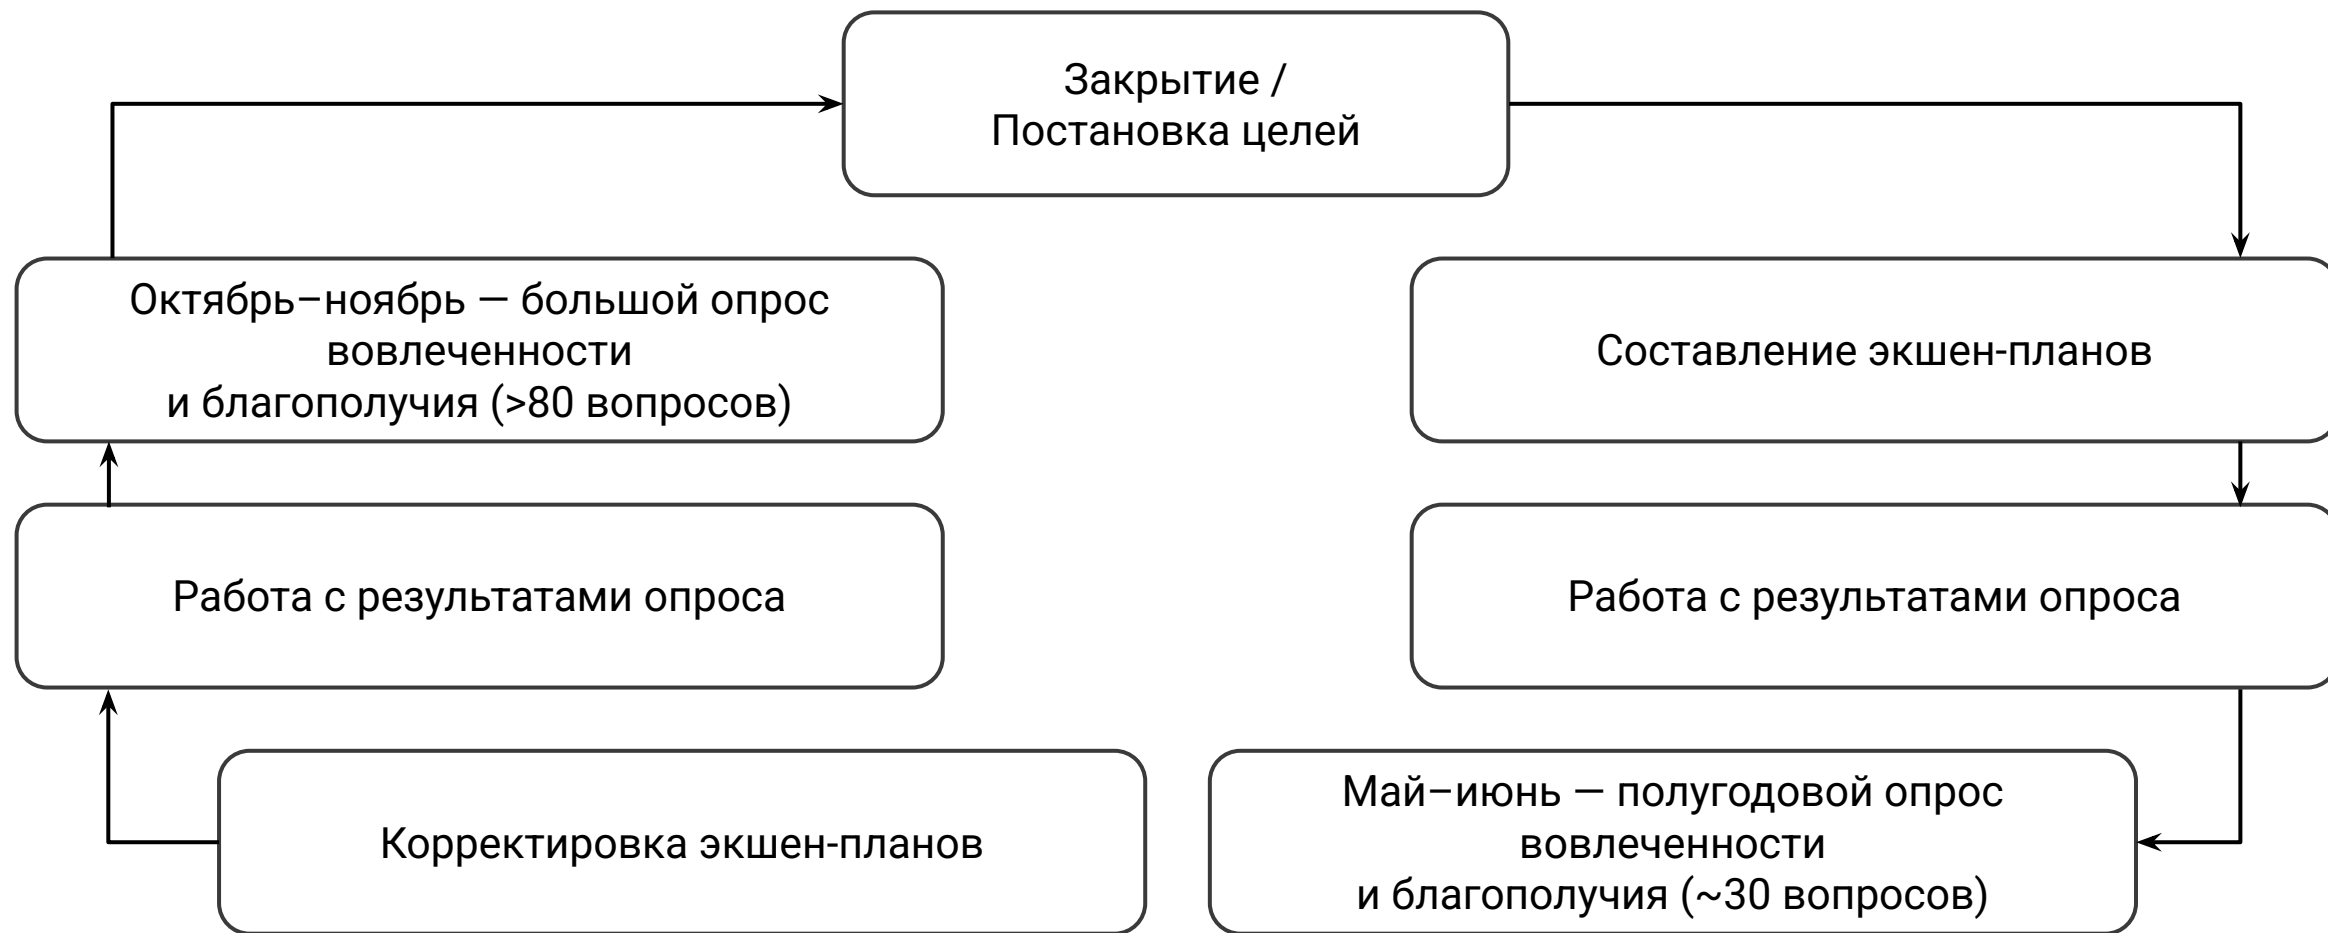 Закрытие /
Постановка целей
Октябрь–ноябрь — большой опрос
вовлеченности
и благополучия (>80 вопросов)
Составление экшен-планов
Работа с результатами опроса
Работа с результатами опроса
Корректировка экшен-планов
Май–июнь — полугодовой опрос
вовлеченности
и благополучия (~30 вопросов)